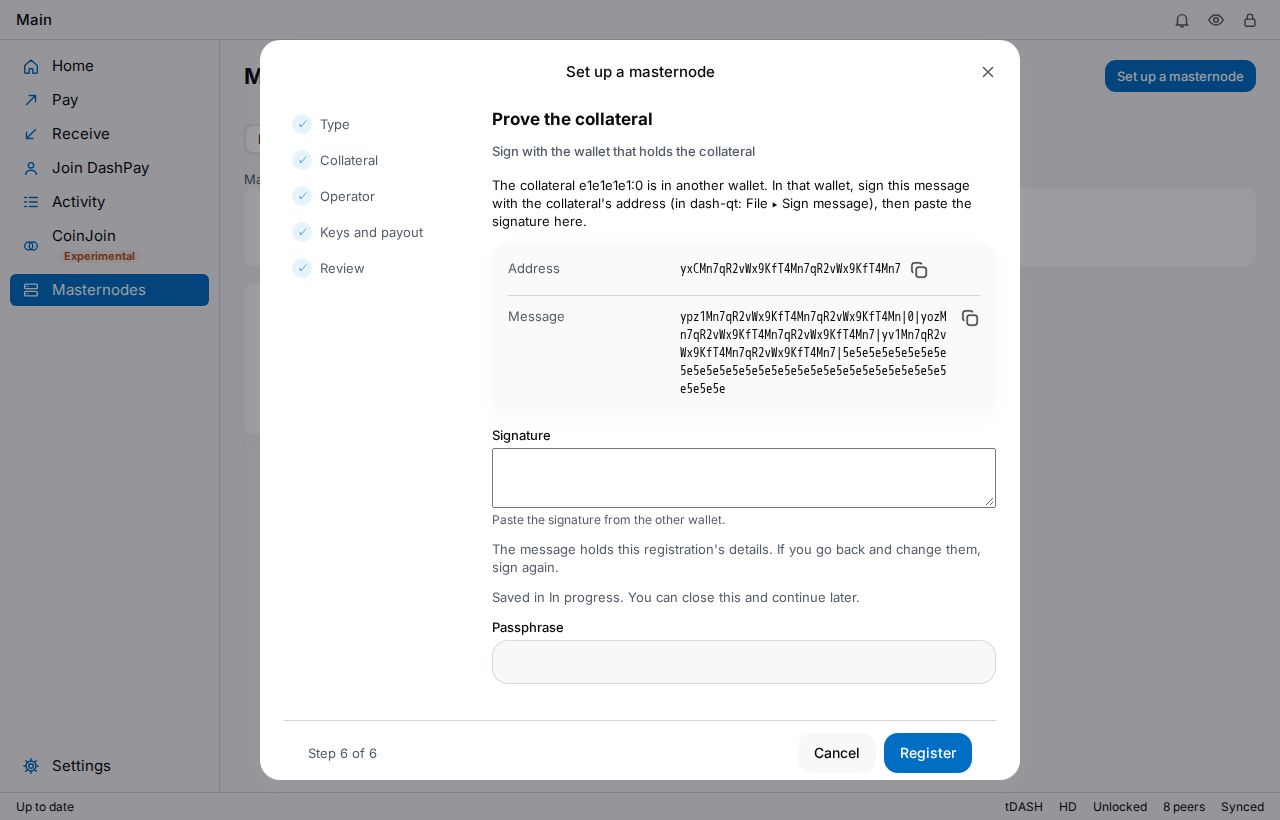 Main
Home
Pay
Receive
Join DashPay
Activity
CoinJoin
Experimental
Masternodes
Settings
Set up a masternode
Set up a masternode
Type
Collateral
Operator
Keys and payout
Review
Prove the collateral
Sign with the wallet that holds the collateral
The collateral e1e1e1e1:0 is in another wallet. In that wallet, sign this message
with the collateral's address (in dash-qt: File ▸ Sign message), then paste the
signature here.
Address
yxCMn7qR2vWx9KfT4Mn7qR2vWx9KfT4Mn7
Message
ypz1Mn7qR2vWx9KfT4Mn7qR2vWx9KfT4Mn|0|yozM
n7qR2vWx9KfT4Mn7qR2vWx9KfT4Mn7|yv1Mn7qR2v
Wx9KfT4Mn7qR2vWx9KfT4Mn7|5e5e5e5e5e5e5e5e
5e5e5e5e5e5e5e5e5e5e5e5e5e5e5e5e5e5e5e5e5
e5e5e5e
Signature
Paste the signature from the other wallet.
The message holds this registration's details. If you go back and change them,
sign again.
Saved in In progress. You can close this and continue later.
Passphrase
Step 6 of 6
Cancel
Register
Up to date
tDASH
HD
Unlocked
8 peers
Synced